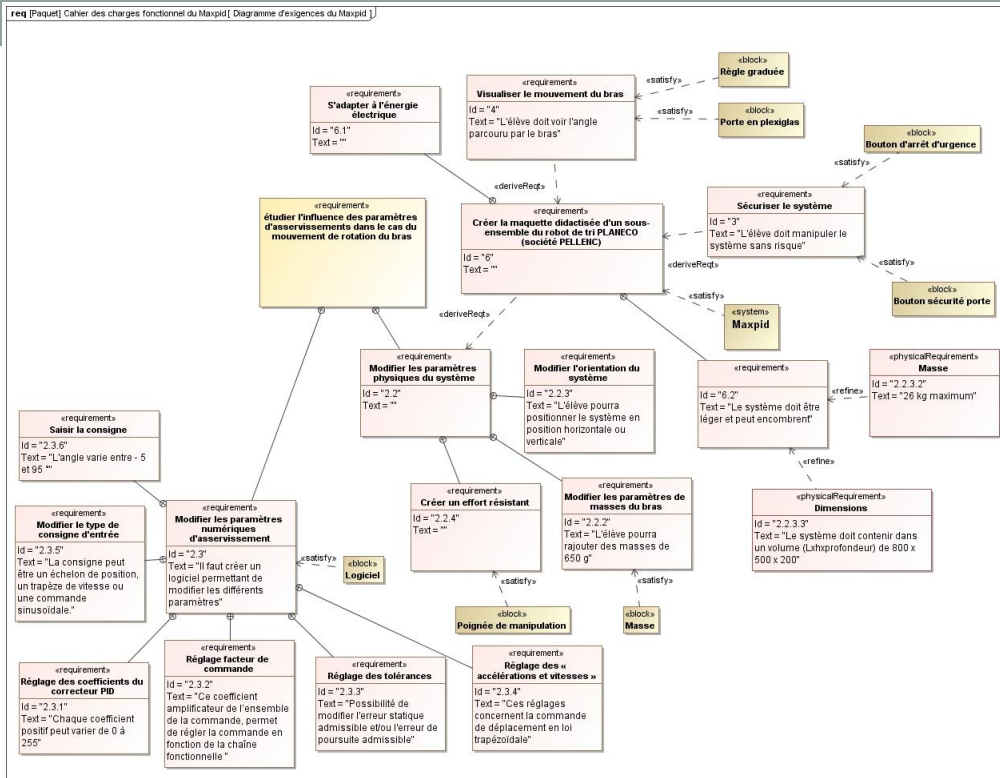 req [Paquet] Cahier des charges fonctionnel du Maxpid[ Diagramme d'exigences du Maxpid ]
«requirement»
S'adapter à l'énergie
électrique
Id = "6.1"
Text = ""
«requirement»
Visualiser le mouvement du bras
Id = "4"
Text = "L'élève doit voir l'angle
parcouru par le bras"
«satisfy»
«block»
Règle graduée
«satisfy»
«block»
Porte en plexiglas
«block»
Bouton d'arrêt d'urgence
«satisfy»
«deriveReqt»
«requirement»
étudier l'influence des paramètres
d'asservissements dans le cas du
mouvement de rotation du bras
«requirement»
Créer la maquette didactisée d'un sous-
ensemble du robot de tri PLANECO
(société PELLENC)
Id = "6"
Text = ""
«requirement»
Sécuriser le système
Id = "3"
Text = "L'élève doit manipuler le
système sans risque"
«deriveReqt»
«satisfy»
«block»
Bouton sécurité porte
«satisfy»
«system»
Maxpid
«deriveReqt»
«requirement»
Modifier les paramètres
physiques du système
Id = "2.2"
Text = ""
«requirement»
Modifier l'orientation du
système
Id = "2.2.3"
Text = "L'élève pourra
positionner le système en
position horizontale ou
verticale"
«requirement»
Id = "6.2"
Text = "Le système doit être
léger et peut encombrent"
«refine»
«physicalRequirement»
Masse
Id = "2.2.3.2"
Text = "26 kg maximum"
«refine»
«requirement»
Saisir la consigne
Id = "2.3.6"
Text = "L'angle varie entre - 5
et 95 °"
«requirement»
Créer un effort résistant
Id = "2.2.4"
Text = ""
«requirement»
Modifier les paramètres de
masses du bras
Id = "2.2.2"
Text = "L'élève pourra
rajouter des masses de
650 g"
«physicalRequirement»
Dimensions
Id = "2.2.3.3"
Text = "Le système doit contenir dans
un volume (Lxhxprofondeur) de 800 x
500 x 200"
«requirement»
Modifier le type de
consigne d'entrée
Id = "2.3.5"
Text = "La consigne peut
être un échelon de position,
un trapèze de vitesse ou
une commande
sinusoïdale."
«requirement»
Modifier les paramètres
numériques
d'asservissement
Id = "2.3"
Text = "Il faut créer un
logiciel permettant de
modifier les différents
paramètres"
«satisfy»
«block»
Logiciel
«satisfy»
«block»
Poignée de manipulation
«satisfy»
«block»
Masse
«requirement»
Réglage des coefficients du
correcteur PID
Id = "2.3.1"
Text = "Chaque coefficient
positif peut varier de 0 à
255"
«requirement»
Réglage facteur de
commande
Id = "2.3.2"
Text = "Ce coefficient
amplificateur de l'ensemble
de la commande, permet
de régler la commande en
fonction de la chaîne
fonctionnelle "
«requirement»
Réglage des tolérances
Id = "2.3.3"
Text = "Possibilité de
modifier l'erreur statique
admissible et/ou l'erreur de
poursuite admissible"
«requirement»
Réglage des «
accélérations et vitesses »
Id = "2.3.4"
Text = "Ces réglages
concernent la commande
de déplacement en loi
trapézoïdale"